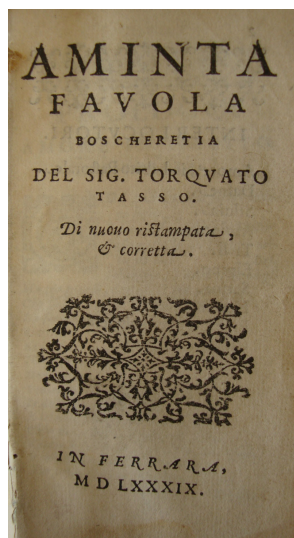 AMINTA
FAVOLA
BOSCHERETIA
DEL SIG. TORQVATO
TASSO.
Di nuouo ristampata,
& corretta.
IN FERRARA,
MDLXXXIX.